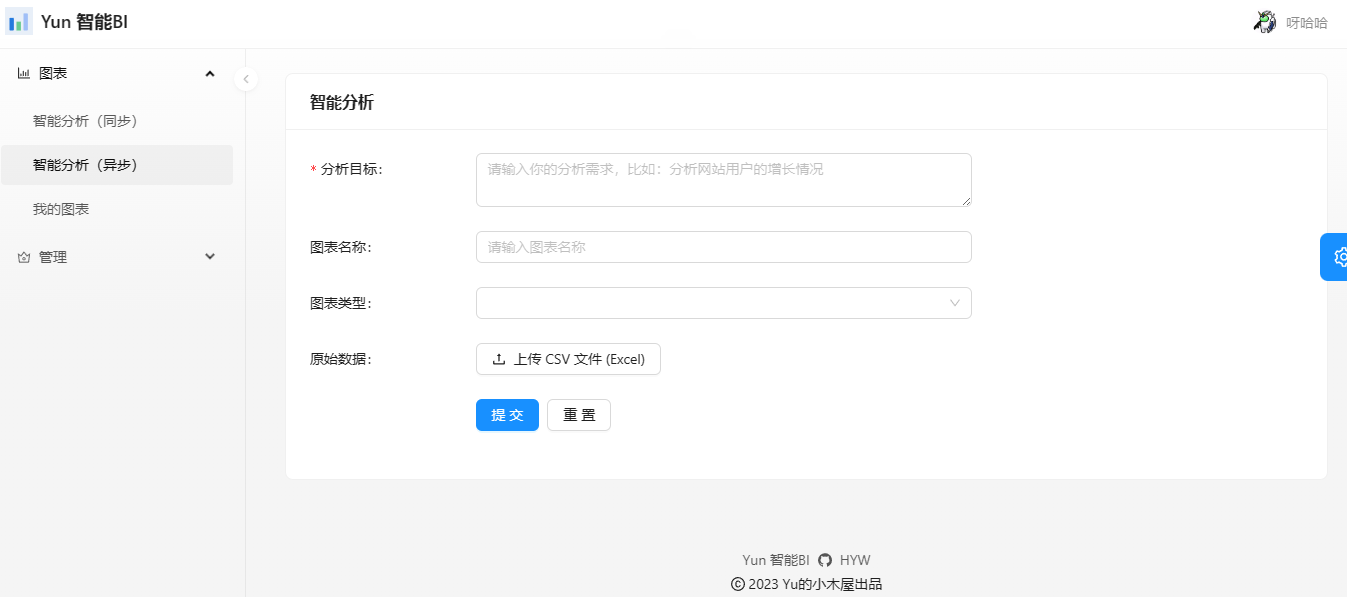 Yun 智能BI
呀哈哈
图表
智能分析（同步）
智能分析（异步）
我的图表
管理
智能分析
* 分析目标:
请输入你的分析需求，比如：分析网站用户的增长情况
图表名称:
请输入图表名称
图表类型:
原始数据:
上传 CSV 文件 (Excel)
提 交
重 置
Yun 智能BI HYW
© 2023 Yu的小木屋出品